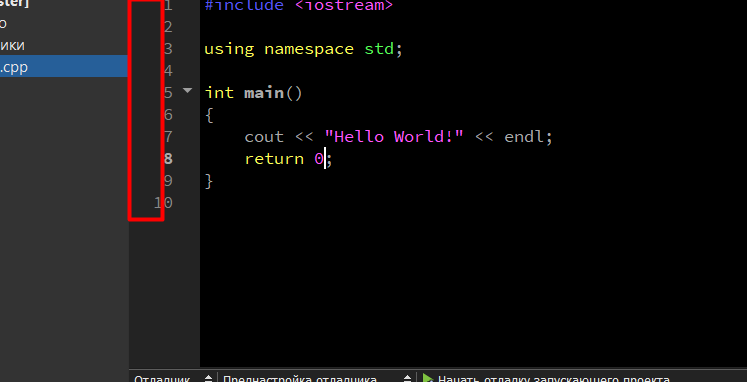 ster]
1 #include <iostream>
о
2
ики
3 using namespace std;
.cpp
4
5 int main()
6 {
7 cout << "Hello World!" << endl;
8 return 0;
9 }
10
Отладчик Преднастройка отладчика Начать отладку запускающего проекта